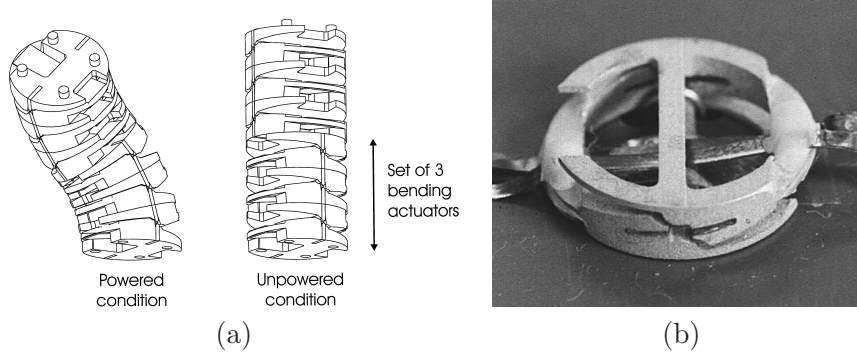 Set of 3
bending
actuators
Powered
condition
Unpowered
condition
(a)
(b)